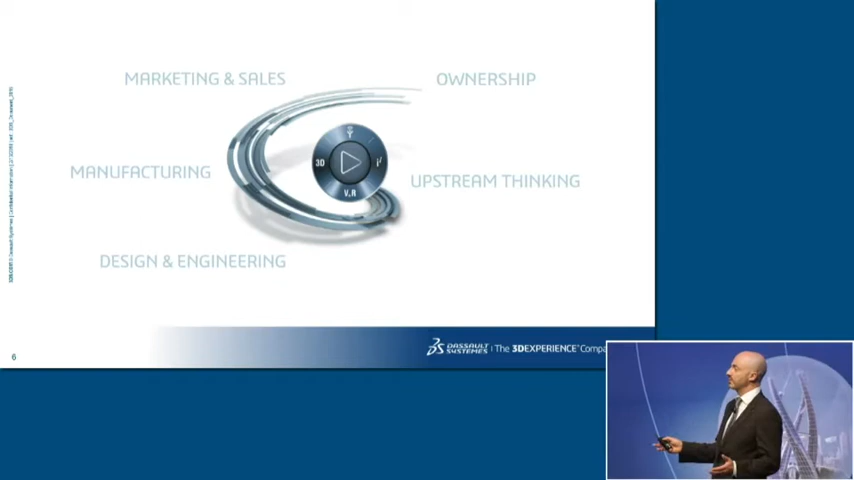 MARKETING & SALES
OWNERSHIP
3D
V,R
MANUFACTURING
UPSTREAM THINKING
DESIGN & ENGINEERING
6
DASSAULT SYSTEMES | The 3DEXPERIENCE Compa